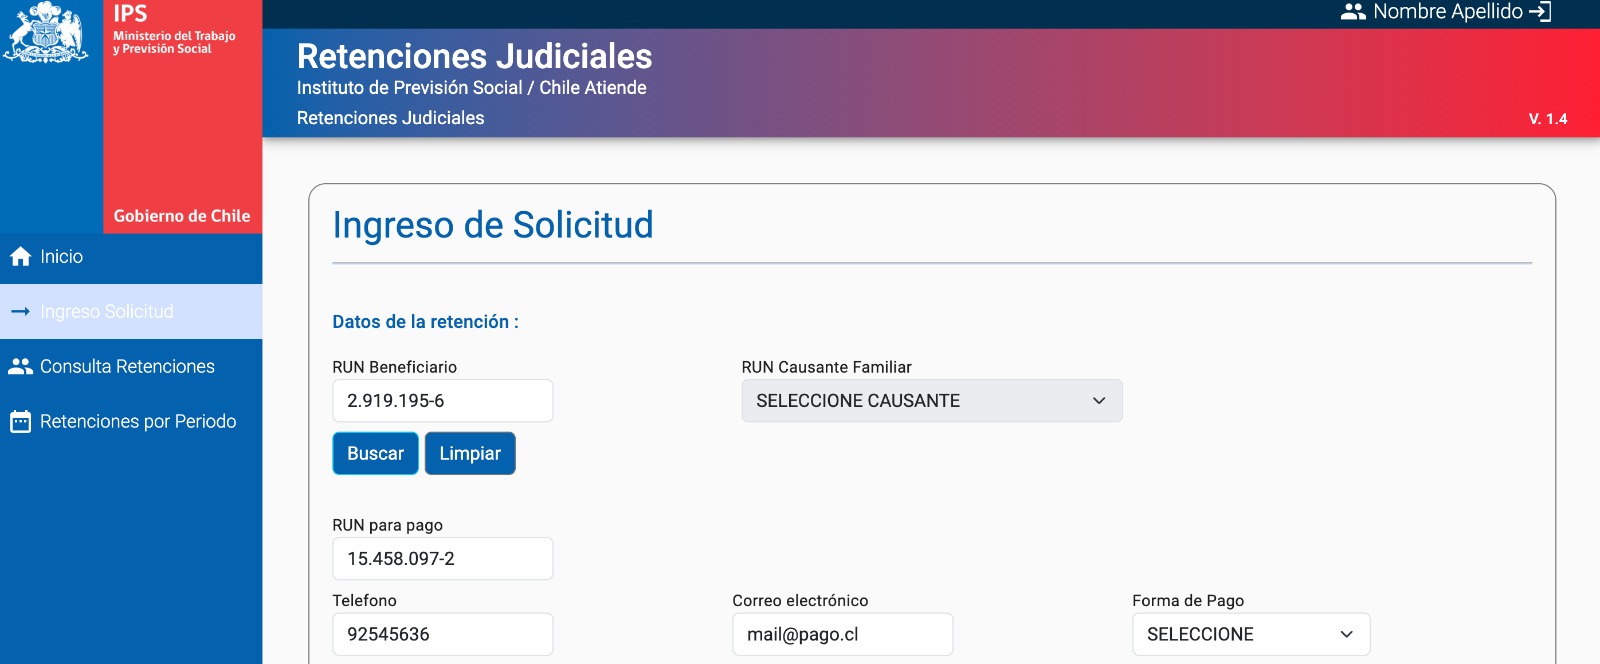 IPS
Ministerio del Trabajo
y Previsión Social
Gobierno de Chile
Inicio
Ingreso Solicitud
Consulta Retenciones
Retenciones por Periodo
Nombre Apellido
Retenciones Judiciales
Instituto de Previsión Social / Chile Atiende
Retenciones Judiciales
V. 1.4
Ingreso de Solicitud
Datos de la retención :
RUN Beneficiario
2.919.195-6
RUN Causante Familiar
SELECCIONE CAUSANTE
Buscar
Limpiar
RUN para pago
15.458.097-2
Telefono
92545636
Correo electrónico
mail@pago.cl
Forma de Pago
SELECCIONE